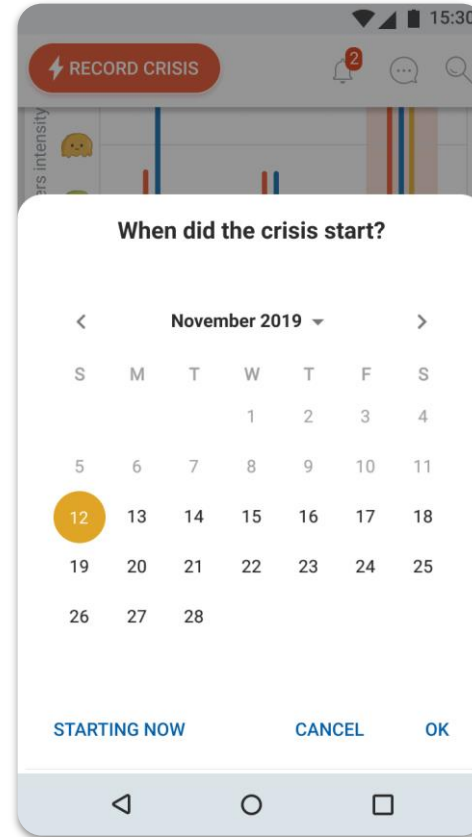 15:30
RECORD CRISIS
2
ers intensity
When did the crisis start?
November 2019
S M T W T F S
1 2 3 4
5 6 7 8 9 10 11
12 13 14 15 16 17 18
19 20 21 22 23 24 25
26 27 28
STARTING NOW CANCEL OK